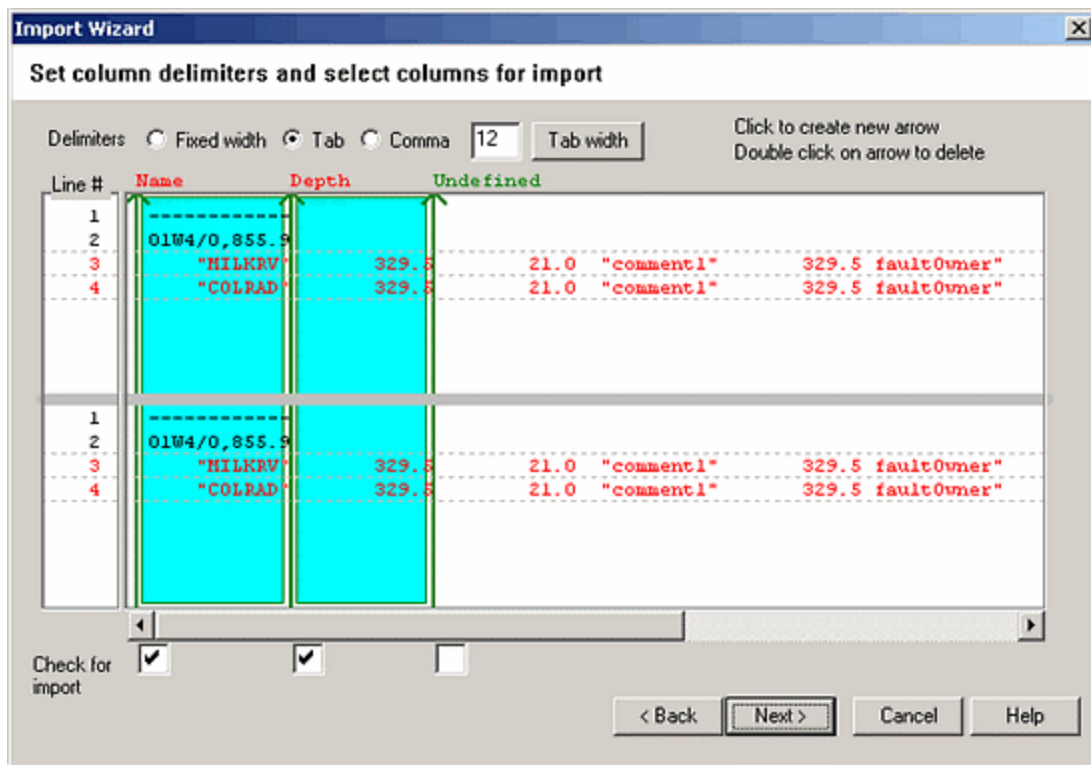 Import Wizard
Set column delimiters and select columns for import
Delimiters Fixed width Tab Comma 12 Tab width
Click to create new arrow
Double click on arrow to delete
Line # Name Depth Undefined
1 ------------
2 01W4/0,855.9
3 "MILKRV" 329.5 21.0 "comment1" 329.5 faultOwner"
4 "COLRAD" 329.5 21.0 "comment1" 329.5 faultOwner"
1 ------------
2 01W4/0,855.9
3 "MILKRV" 329.5 21.0 "comment1" 329.5 faultOwner"
4 "COLRAD" 329.5 21.0 "comment1" 329.5 faultOwner"
Check for
import
< Back Next > Cancel Help